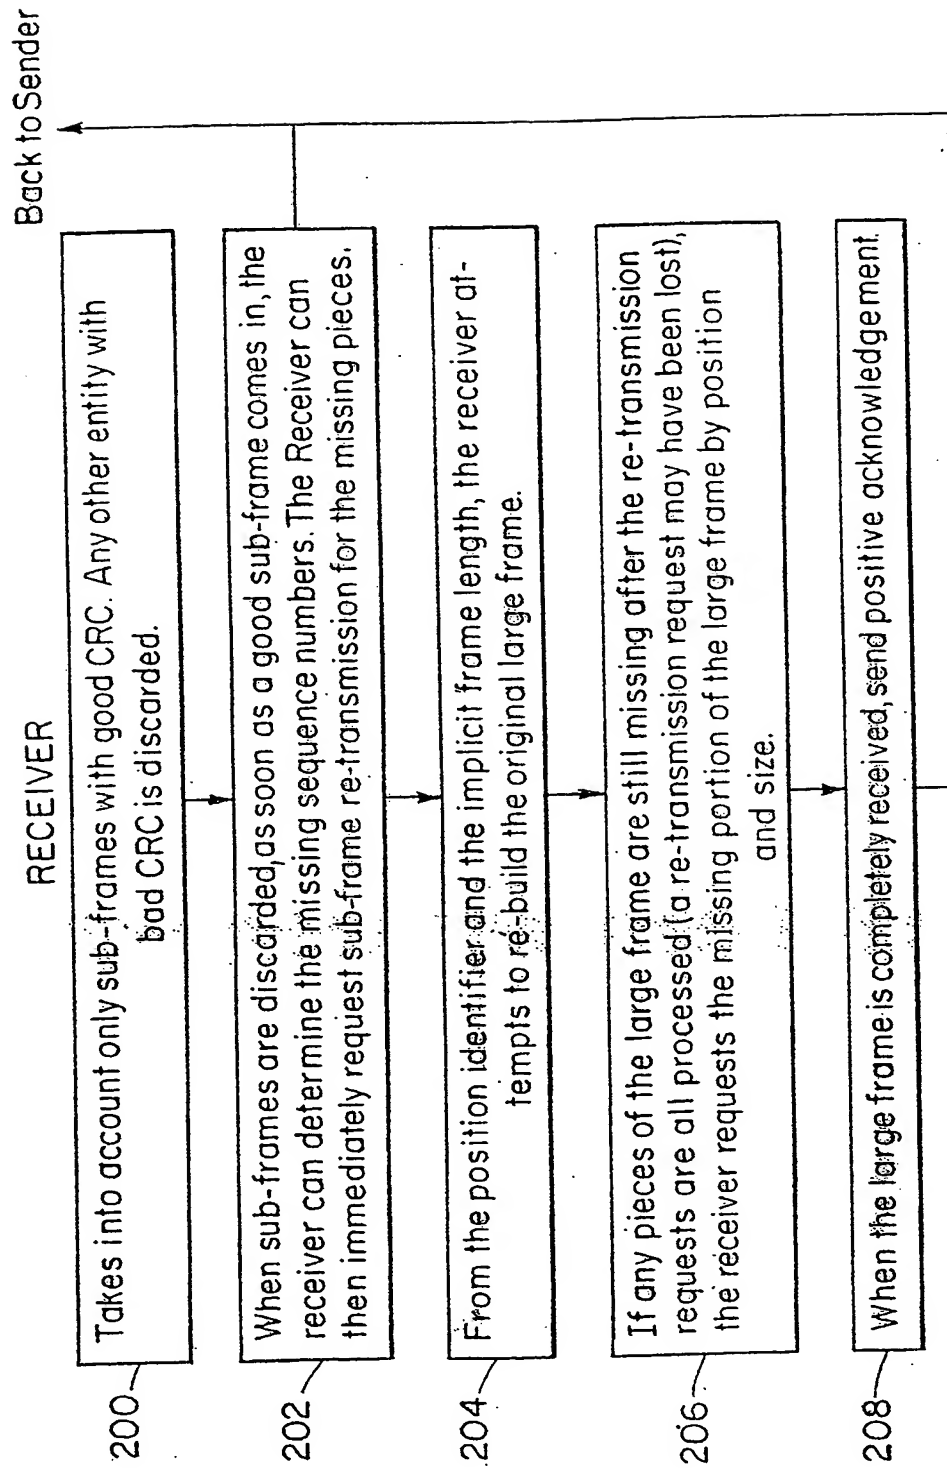 RECEIVER
Back to Sender
200
Takes into account only sub-frames with good CRC. Any other entity with
bad CRC is discarded.
202
When sub-frames are discarded, as soon as a good sub-frame comes in, the
receiver can determine the missing sequence numbers. The Receiver can
then immediately request sub-frame re-transmission for the missing pieces.
204
From the position identifier and the implicit frame length, the receiver at-
tempts to re-build the original large frame.
206
If any pieces of the large frame are still missing after the re-transmission
requests are all processed (a re-transmission request may have been lost),
the receiver requests the missing portion of the large frame by position
and size.
208
When the large frame is completely received, send positive acknowledgement.